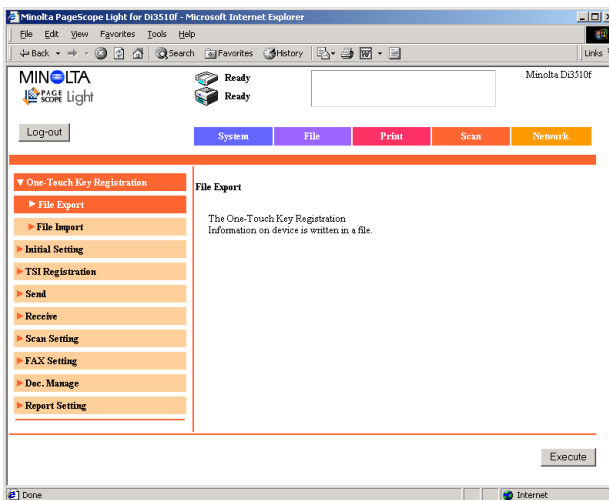 Minolta PageScope Light for Di3510f - Microsoft Internet Explorer
File Edit View Favorites Tools Help
Back Search Favorites History Links
MINOLTA
PAGE SCOPE Light
Ready
Ready
Minolta Di3510f
Log-out
System File Print Scan Network
One-Touch Key Registration
File Export
File Import
Initial Setting
TSI Registration
Send
Receive
Scan Setting
FAX Setting
Doc. Manage
Report Setting
File Export
The One-Touch Key Registration
Information on device is written in a file.
Execute
Done Internet